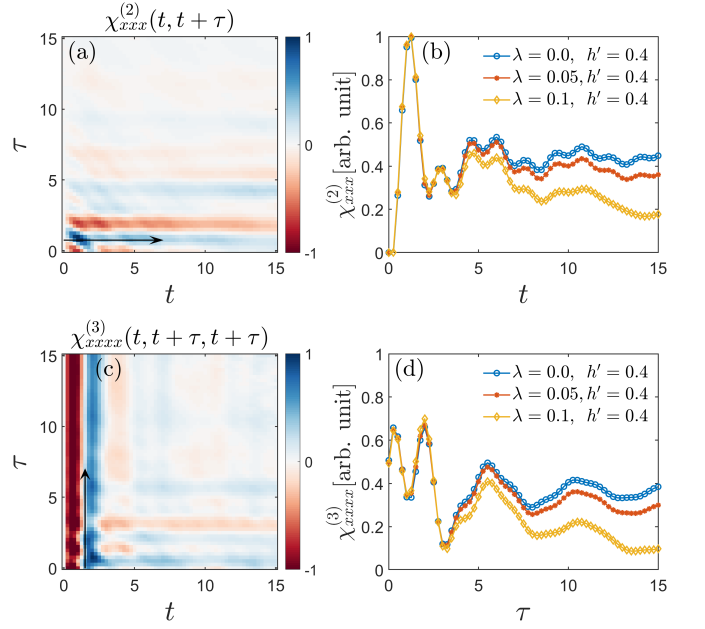 χ^{(2)}_{xxx}(t, t + τ)
(a)
15
10
5
0
τ
0 5 10 15
t
1
0
-1
(b)
λ = 0.0, h′ = 0.4
λ = 0.05, h′ = 0.4
λ = 0.1, h′ = 0.4
1
0.8
0.6
0.4
0.2
0
χ^{(2)}_{xxx}[arb. unit]
0 5 10 15
t
χ^{(3)}_{xxxx}(t, t + τ, t + τ)
(c)
15
10
5
0
τ
0 5 10 15
t
1
0
-1
(d)
λ = 0.0, h′ = 0.4
λ = 0.05, h′ = 0.4
λ = 0.1, h′ = 0.4
1
0.8
0.6
0.4
0.2
0
χ^{(3)}_{xxxx}[arb. unit]
0 5 10 15
τ